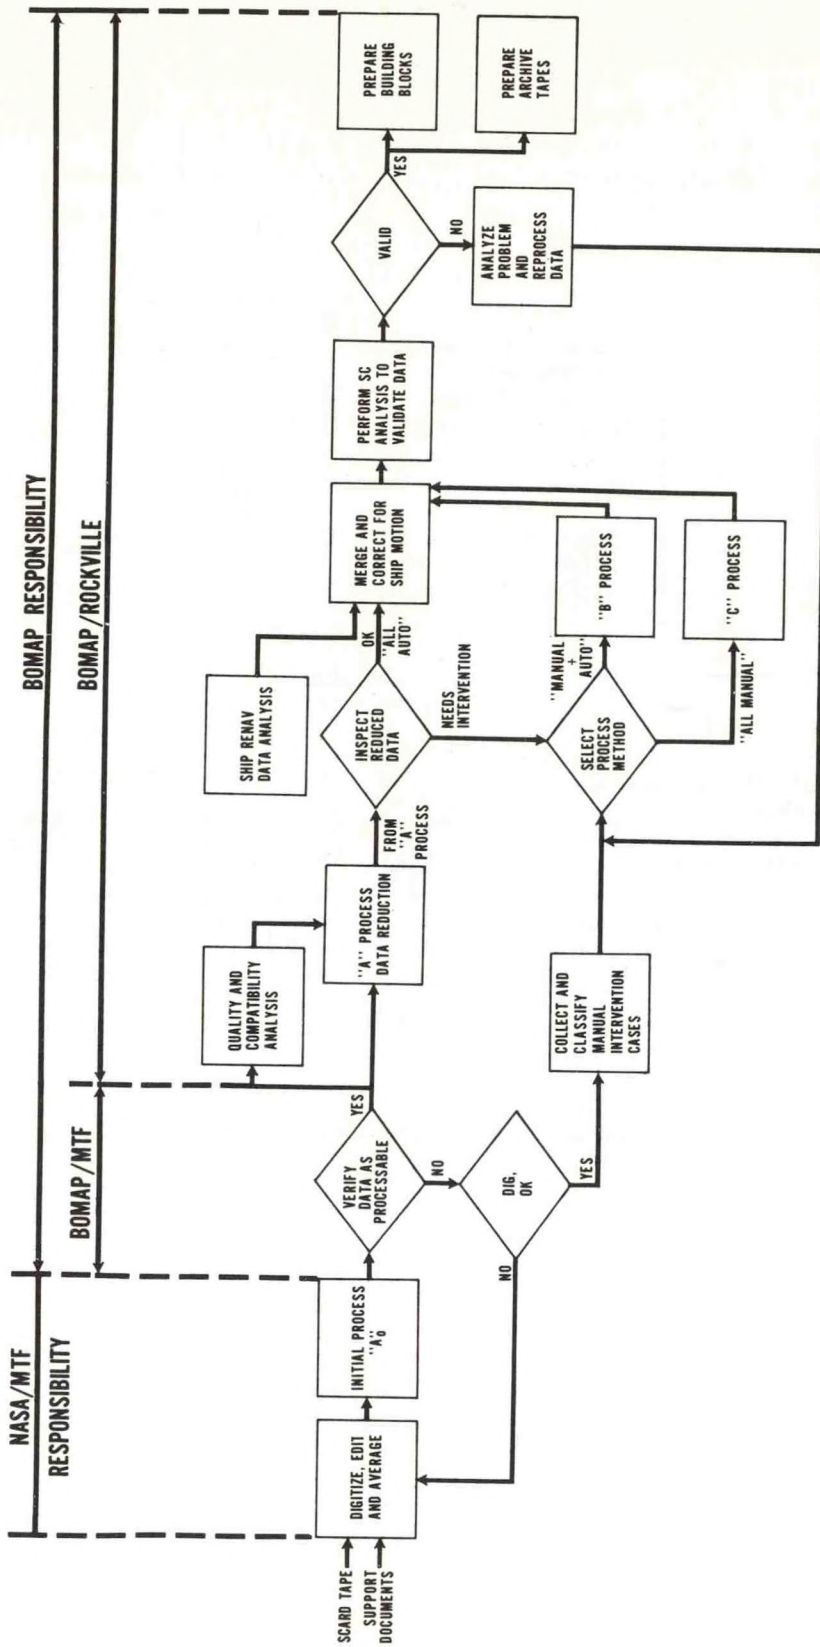 NASA/MTF
RESPONSIBILITY
BOMAP RESPONSIBILITY
BOMAP/MTF
BOMAP/ROCKVILLE
SCARD TAPE
SUPPORT
DOCUMENTS
DIGITIZE, EDIT
AND AVERAGE
INITIAL PROCESS
"A"0
VERIFY
DATA AS
PROCESSABLE
YES
NO
DIG,
OK
NO
YES
QUALITY AND
COMPATIBILITY
ANALYSIS
"A" PROCESS
DATA REDUCTION
FROM
"A"
PROCESS
COLLECT AND
CLASSIFY
MANUAL
INTERVENTION
CASES
SHIP RENAV
DATA ANALYSIS
INSPECT
REDUCED
DATA
OK
"ALL
AUTO"
NEEDS
INTERVENTION
SELECT
PROCESS
METHOD
"MANUAL
+
AUTO"
"ALL MANUAL"
"B" PROCESS
"C" PROCESS
MERGE AND
CORRECT FOR
SHIP MOTION
PERFORM SC
ANALYSIS TO
VALIDATE DATA
VALID
YES
NO
ANALYZE
PROBLEM
AND
REPROCESS
DATA
PREPARE
BUILDING
BLOCKS
PREPARE
ARCHIVE
TAPES